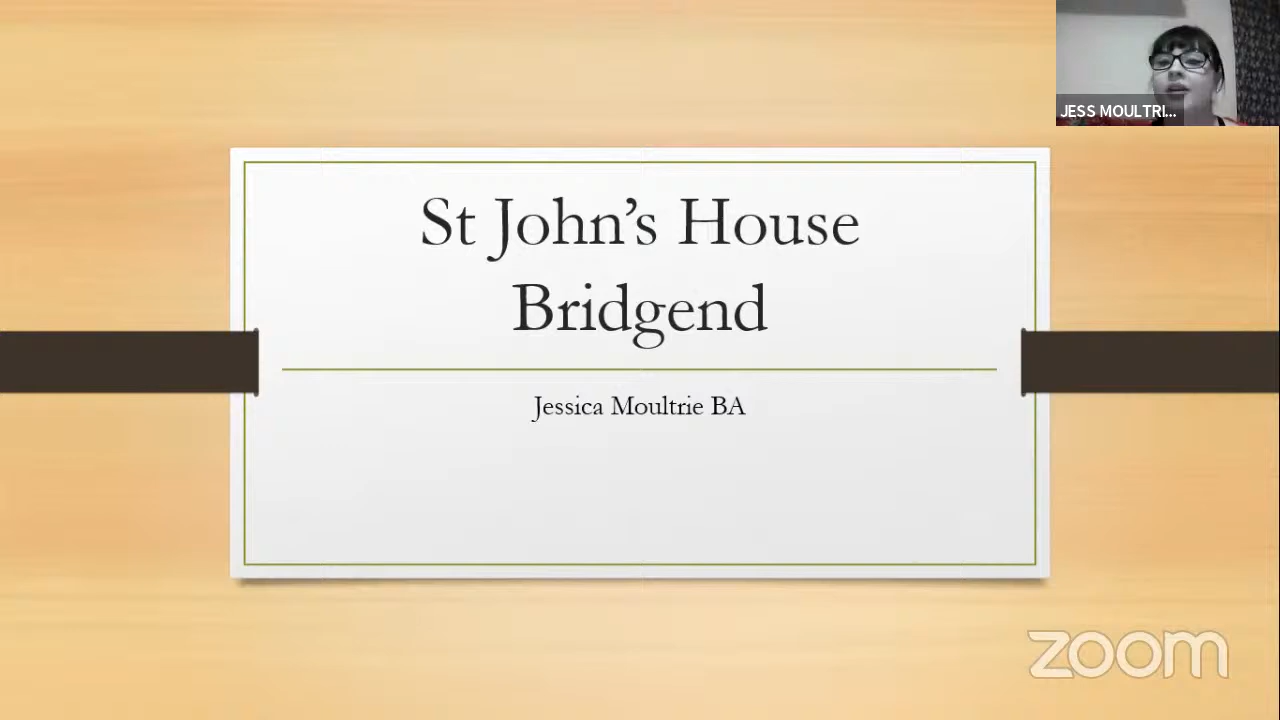 JESS MOULTRI...
St John’s House
Bridgend
Jessica Moultrie BA
zoom